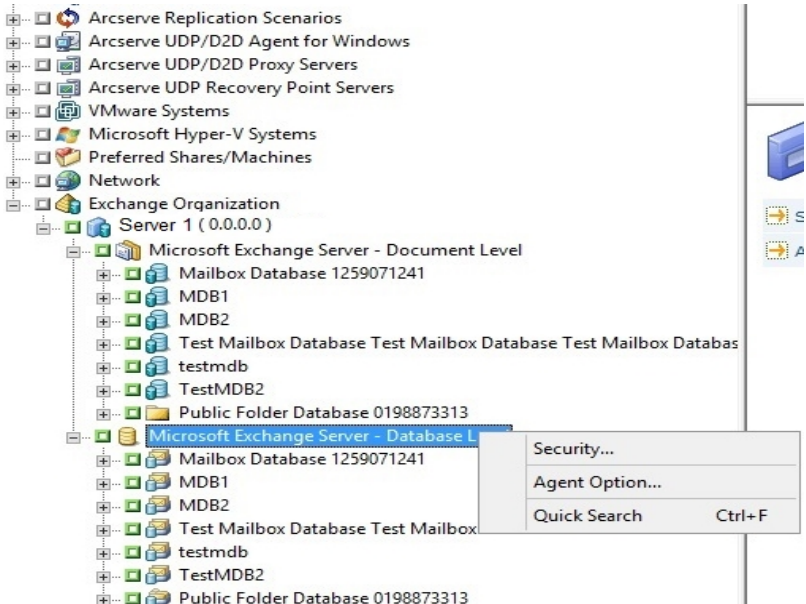 Arcserve Replication Scenarios
Arcserve UDP/D2D Agent for Windows
Arcserve UDP/D2D Proxy Servers
Arcserve UDP Recovery Point Servers
VMware Systems
Microsoft Hyper-V Systems
Preferred Shares/Machines
Network
Exchange Organization
Server 1 ( 0.0.0.0 )
Microsoft Exchange Server - Document Level
Mailbox Database 1259071241
MDB1
MDB2
Test Mailbox Database Test Mailbox Database Test Mailbox Databas
testmdb
TestMDB2
Public Folder Database 0198873313
Microsoft Exchange Server - Database L
Mailbox Database 1259071241
MDB1
MDB2
Test Mailbox Database Test Mailbox
testmdb
TestMDB2
Public Folder Database 0198873313
Security...
Agent Option...
Quick Search Ctrl+F
S
A